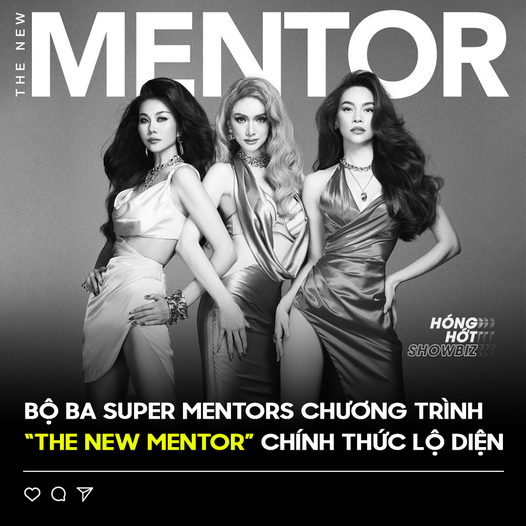 THE NEW
MENTOR
HÓNG
HỚT
SHOWBIZ
BỘ BA SUPER MENTORS CHƯƠNG TRÌNH
“THE NEW MENTOR” CHÍNH THỨC LỘ DIỆN